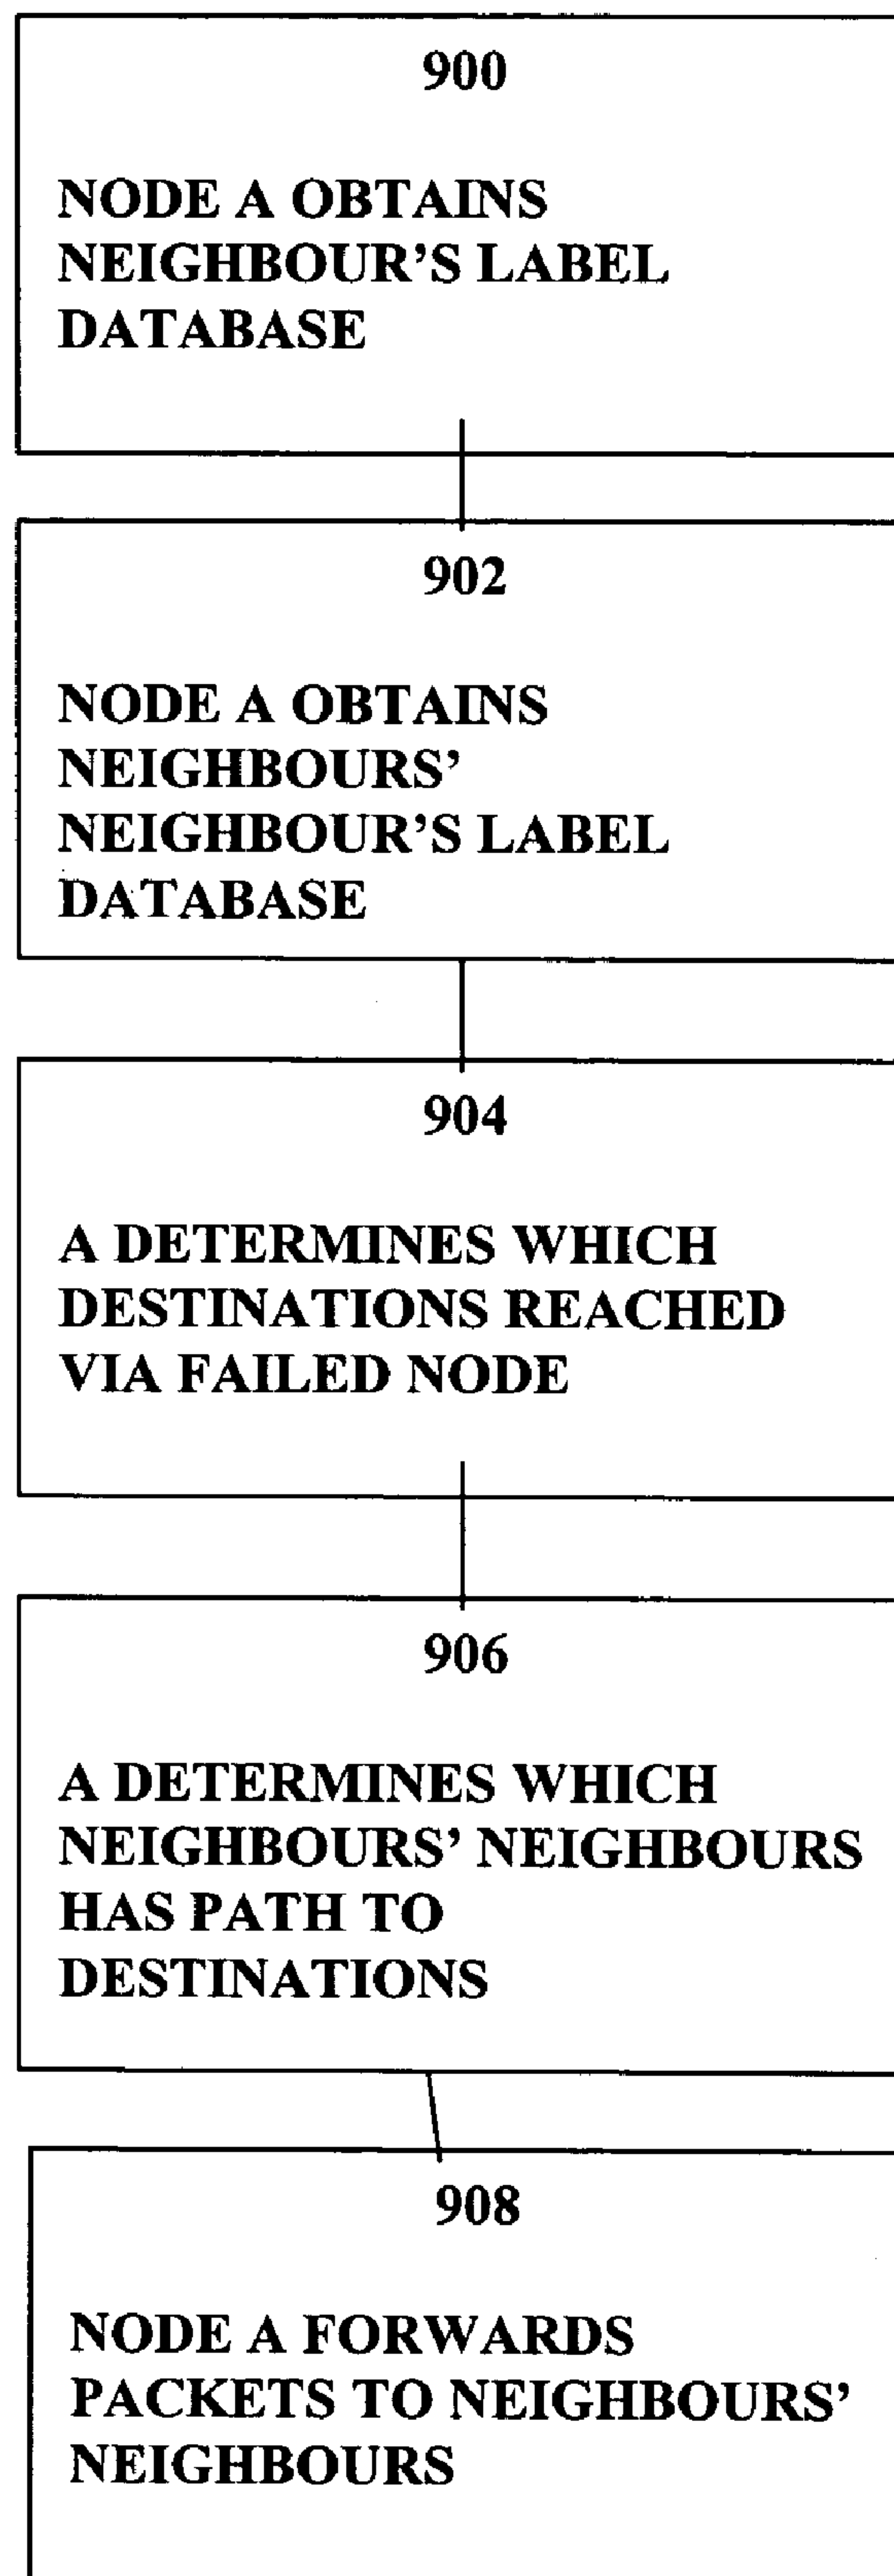 900
NODE A OBTAINS
NEIGHBOUR'S LABEL
DATABASE
902
NODE A OBTAINS
NEIGHBOURS'
NEIGHBOUR'S LABEL
DATABASE
904
A DETERMINES WHICH
DESTINATIONS REACHED
VIA FAILED NODE
906
A DETERMINES WHICH
NEIGHBOURS' NEIGHBOURS
HAS PATH TO
DESTINATIONS
908
NODE A FORWARDS
PACKETS TO NEIGHBOURS'
NEIGHBOURS